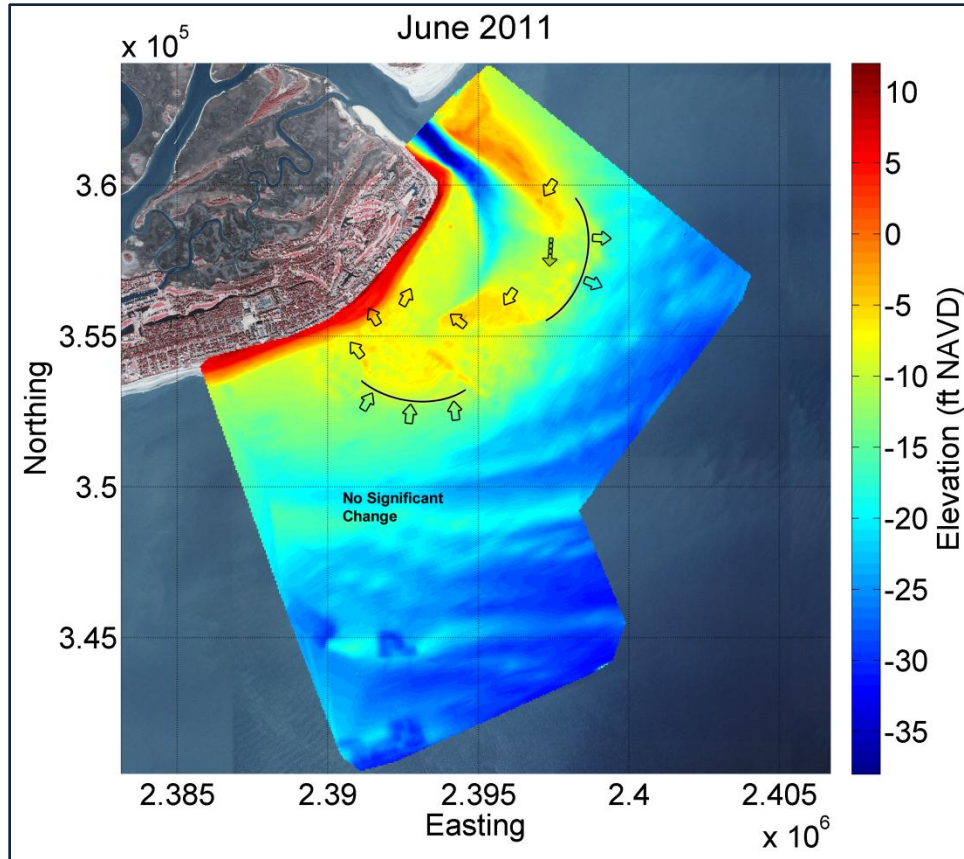 June 2011
x 10^5
3.6
3.55
3.5
3.45
Northing
No Significant
Change
2.385 2.39 2.395 2.4 2.405
Easting
x 10^6
10
5
0
-5
-10
-15
-20
-25
-30
-35
Elevation (ft NAVD)